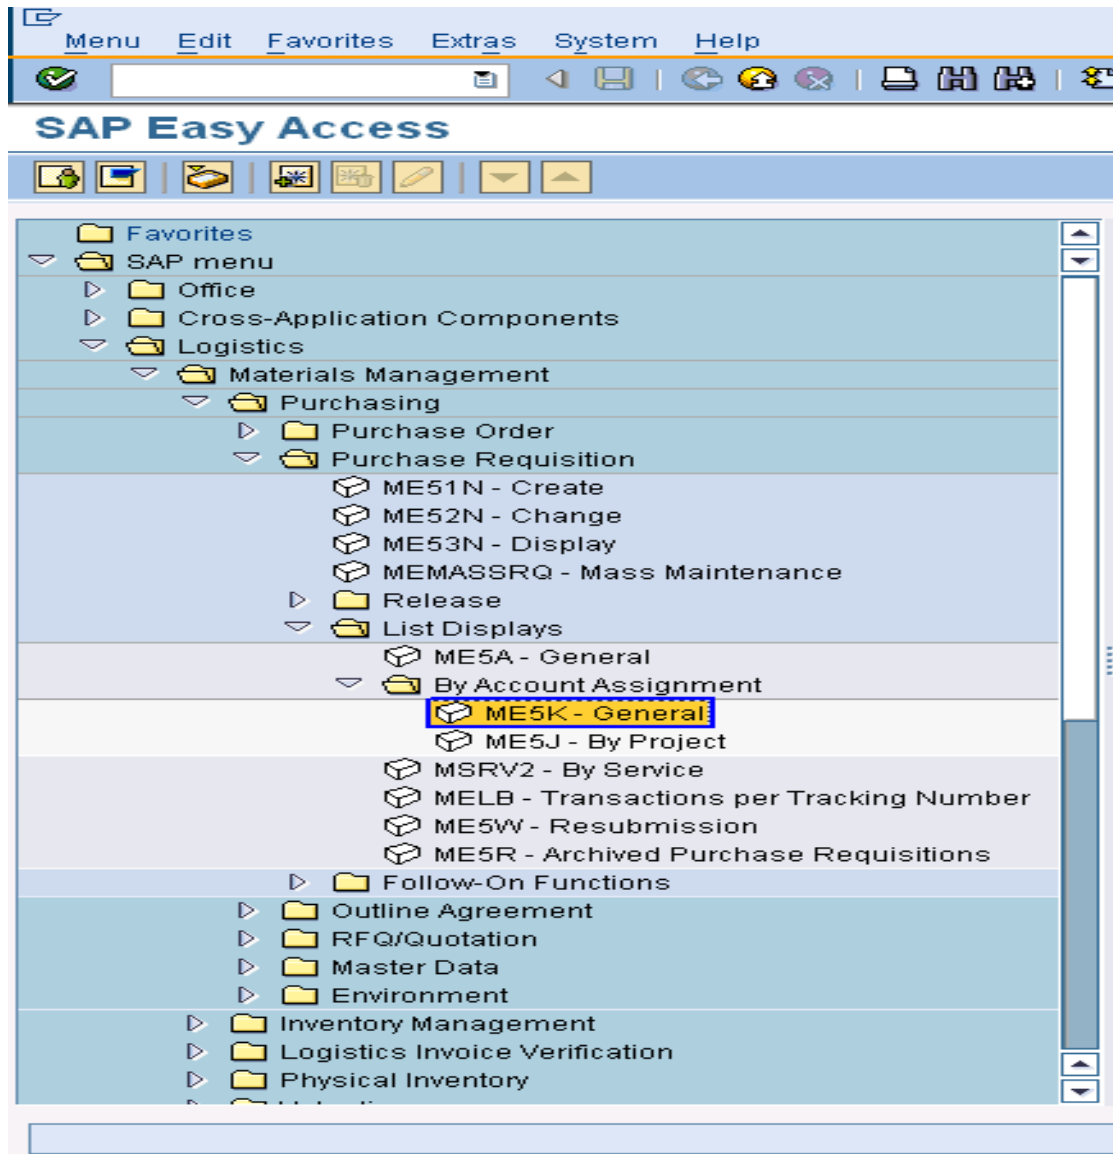 Menu Edit Favorites Extras System Help
SAP Easy Access
Favorites
SAP menu
Office
Cross-Application Components
Logistics
Materials Management
Purchasing
Purchase Order
Purchase Requisition
ME51N - Create
ME52N - Change
ME53N - Display
MEMASSRQ - Mass Maintenance
Release
List Displays
ME5A - General
By Account Assignment
ME5K - General
ME5J - By Project
MSRV2 - By Service
MELB - Transactions per Tracking Number
ME5W - Resubmission
ME5R - Archived Purchase Requisitions
Follow-On Functions
Outline Agreement
RFQ/Quotation
Master Data
Environment
Inventory Management
Logistics Invoice Verification
Physical Inventory